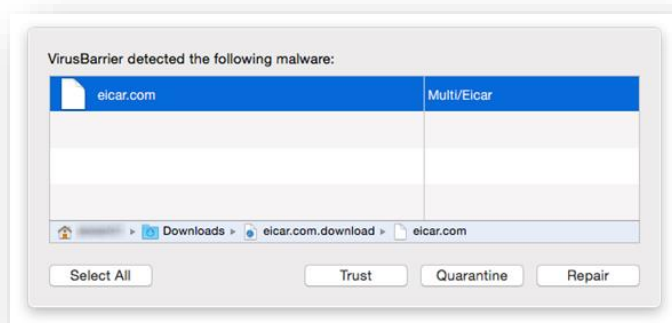 VirusBarrier detected the following malware:
eicar.com Multi/Eicar
Downloads eicar.com.download eicar.com
Select All Trust Quarantine Repair